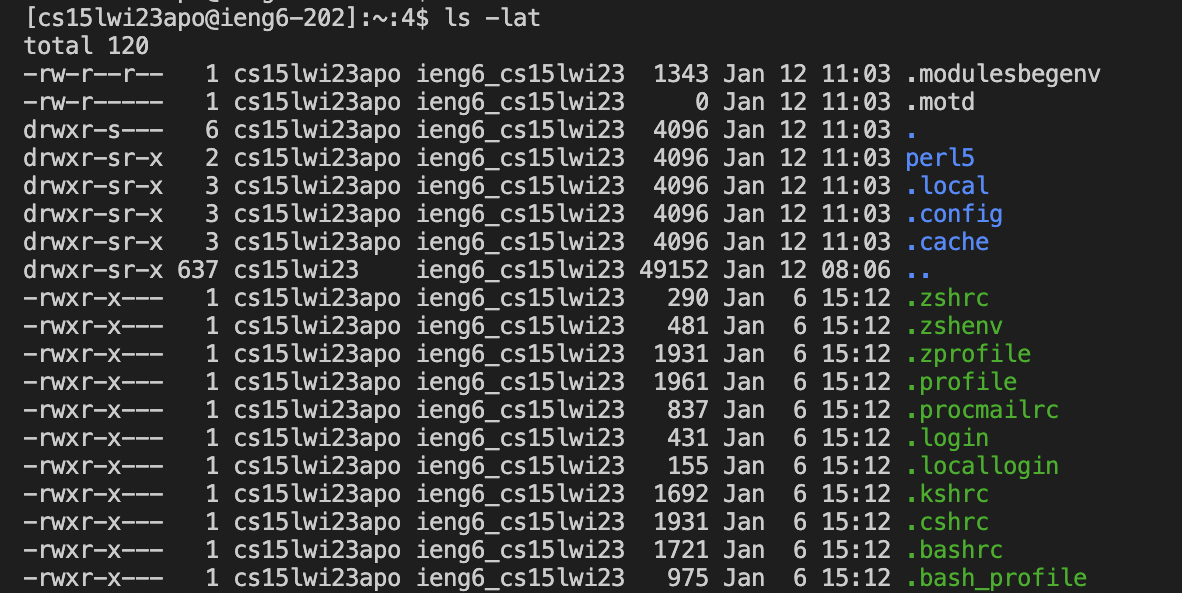 [cs15lwi23apo@ieng6-202]:~:4$ ls -lat
total 120
-rw-r--r--   1 cs15lwi23apo ieng6_cs15lwi23  1343 Jan 12 11:03 .modulesbegenv
-rw-r-----   1 cs15lwi23apo ieng6_cs15lwi23     0 Jan 12 11:03 .motd
drwxr-s---   6 cs15lwi23apo ieng6_cs15lwi23  4096 Jan 12 11:03 .
drwxr-sr-x   2 cs15lwi23apo ieng6_cs15lwi23  4096 Jan 12 11:03 perl5
drwxr-sr-x   3 cs15lwi23apo ieng6_cs15lwi23  4096 Jan 12 11:03 .local
drwxr-sr-x   3 cs15lwi23apo ieng6_cs15lwi23  4096 Jan 12 11:03 .config
drwxr-sr-x   3 cs15lwi23apo ieng6_cs15lwi23  4096 Jan 12 11:03 .cache
drwxr-sr-x 637 cs15lwi23    ieng6_cs15lwi23 49152 Jan 12 08:06 ..
-rwxr-x---   1 cs15lwi23apo ieng6_cs15lwi23   290 Jan  6 15:12 .zshrc
-rwxr-x---   1 cs15lwi23apo ieng6_cs15lwi23   481 Jan  6 15:12 .zshenv
-rwxr-x---   1 cs15lwi23apo ieng6_cs15lwi23  1931 Jan  6 15:12 .zprofile
-rwxr-x---   1 cs15lwi23apo ieng6_cs15lwi23  1961 Jan  6 15:12 .profile
-rwxr-x---   1 cs15lwi23apo ieng6_cs15lwi23   837 Jan  6 15:12 .procmailrc
-rwxr-x---   1 cs15lwi23apo ieng6_cs15lwi23   431 Jan  6 15:12 .login
-rwxr-x---   1 cs15lwi23apo ieng6_cs15lwi23   155 Jan  6 15:12 .locallogin
-rwxr-x---   1 cs15lwi23apo ieng6_cs15lwi23  1692 Jan  6 15:12 .kshrc
-rwxr-x---   1 cs15lwi23apo ieng6_cs15lwi23  1931 Jan  6 15:12 .cshrc
-rwxr-x---   1 cs15lwi23apo ieng6_cs15lwi23  1721 Jan  6 15:12 .bashrc
-rwxr-x---   1 cs15lwi23apo ieng6_cs15lwi23   975 Jan  6 15:12 .bash_profile